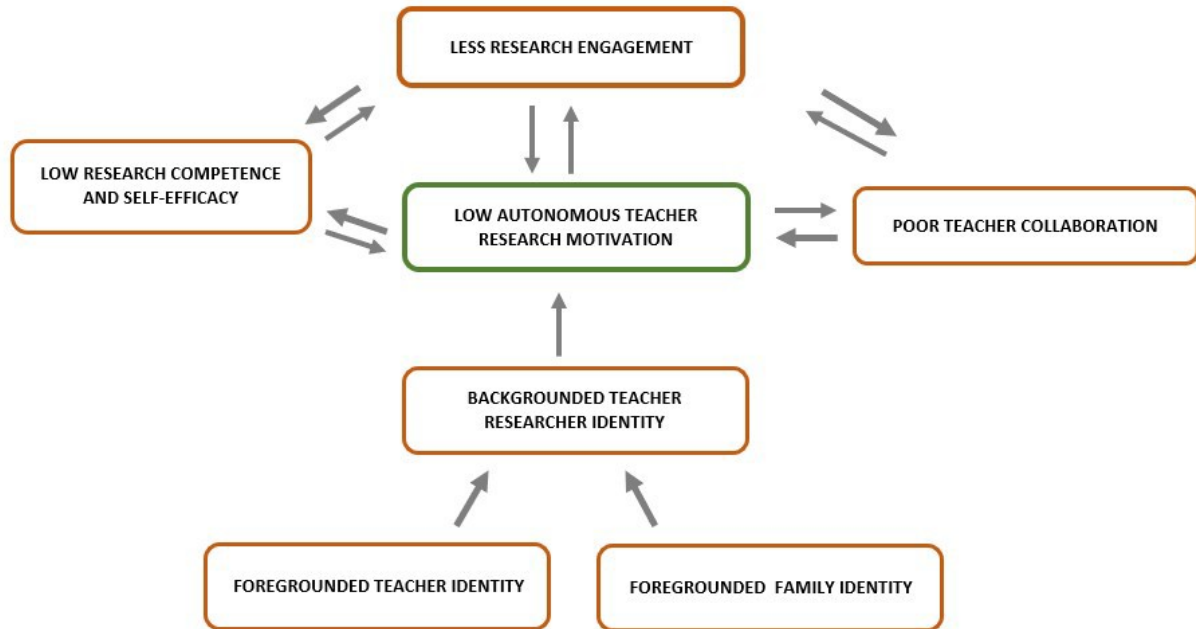 LESS RESEARCH ENGAGEMENT
LOW RESEARCH COMPETENCE
AND SELF-EFFICACY
LOW AUTONOMOUS TEACHER
RESEARCH MOTIVATION
POOR TEACHER COLLABORATION
BACKGROUNDED TEACHER
RESEARCHER IDENTITY
FOREGROUNDED TEACHER IDENTITY
FOREGROUNDED FAMILY IDENTITY